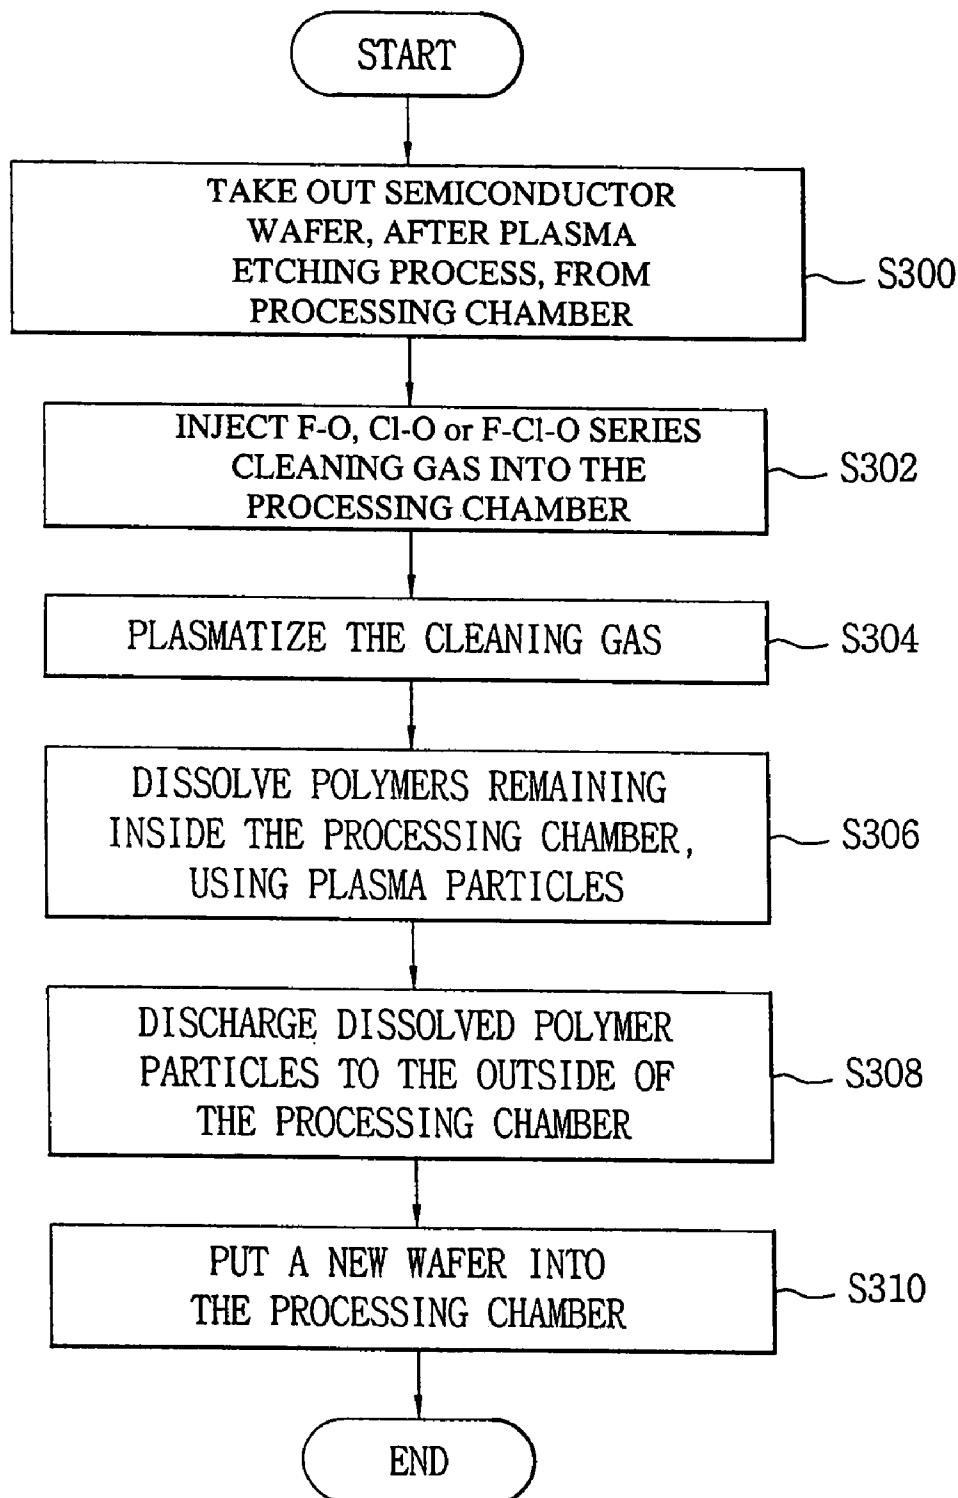 START
TAKE OUT SEMICONDUCTOR
WAFER, AFTER PLASMA
ETCHING PROCESS, FROM
PROCESSING CHAMBER
S300
INJECT F-O, Cl-O or F-Cl-O SERIES
CLEANING GAS INTO THE
PROCESSING CHAMBER
S302
PLASMATIZE THE CLEANING GAS
S304
DISSOLVE POLYMERS REMAINING
INSIDE THE PROCESSING CHAMBER,
USING PLASMA PARTICLES
S306
DISCHARGE DISSOLVED POLYMER
PARTICLES TO THE OUTSIDE OF
THE PROCESSING CHAMBER
S308
PUT A NEW WAFER INTO
THE PROCESSING CHAMBER
S310
END